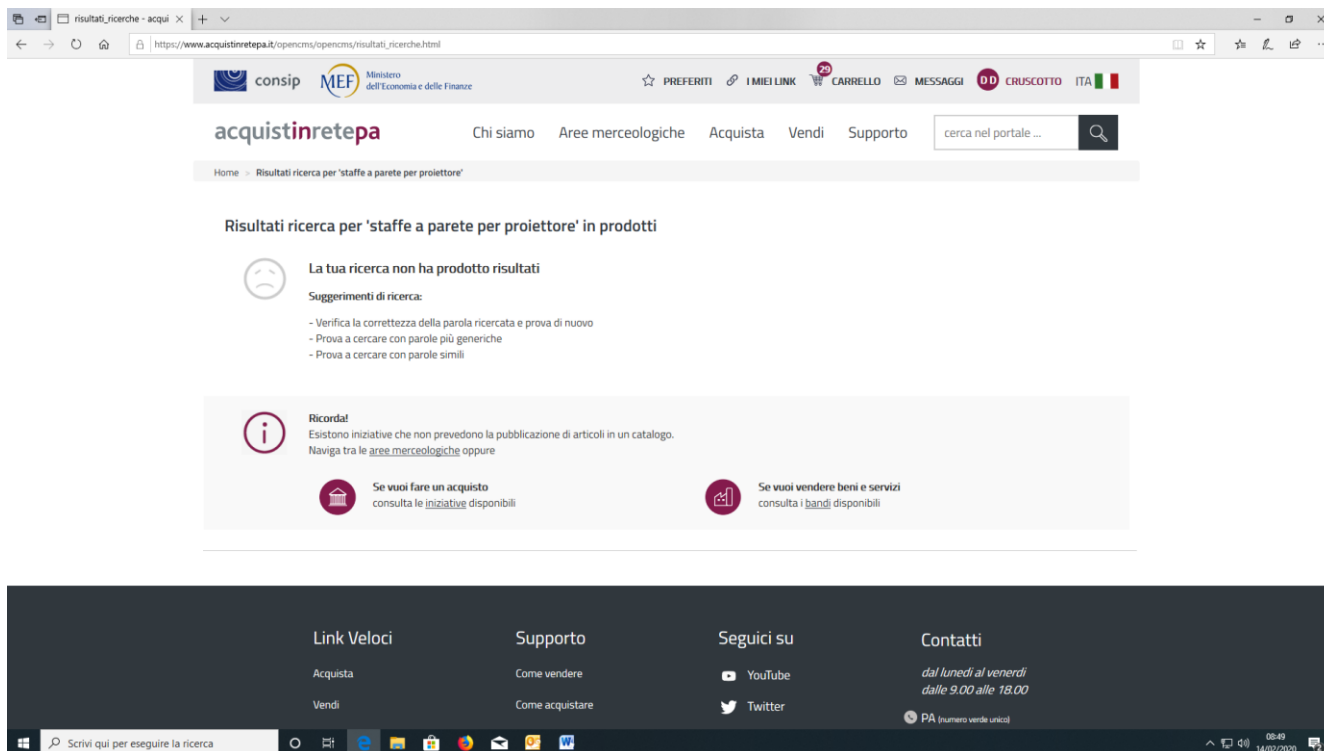 risultati_ricerche - acqui
https://www.acquistinretepa.it/opencms/opencms/risultati_ricerche.html
consip
MEF
Ministero
dell'Economia e delle Finanze
PREFERITI
I MIEI LINK
29
CARRELLO
MESSAGGI
DD
CRUSCOTTO
ITA
acquistinretepa
Chi siamo
Aree merceologiche
Acquista
Vendi
Supporto
cerca nel portale ...
Home > Risultati ricerca per 'staffe a parete per proiettore'
Risultati ricerca per 'staffe a parete per proiettore' in prodotti
La tua ricerca non ha prodotto risultati
Suggerimenti di ricerca:
- Verifica la correttezza della parola ricercata e prova di nuovo
- Prova a cercare con parole più generiche
- Prova a cercare con parole simili
Ricorda!
Esistono iniziative che non prevedono la pubblicazione di articoli in un catalogo.
Naviga tra le aree merceologiche oppure
Se vuoi fare un acquisto
consulta le iniziative disponibili
Se vuoi vendere beni e servizi
consulta i bandi disponibili
Link Veloci
Acquista
Vendi
Supporto
Come vendere
Come acquistare
Seguici su
YouTube
Twitter
Contatti
dal lunedì al venerdì
dalle 9.00 alle 18.00
PA (numero verde unico)
Scrivi qui per eseguire la ricerca
08:49
14/02/2020